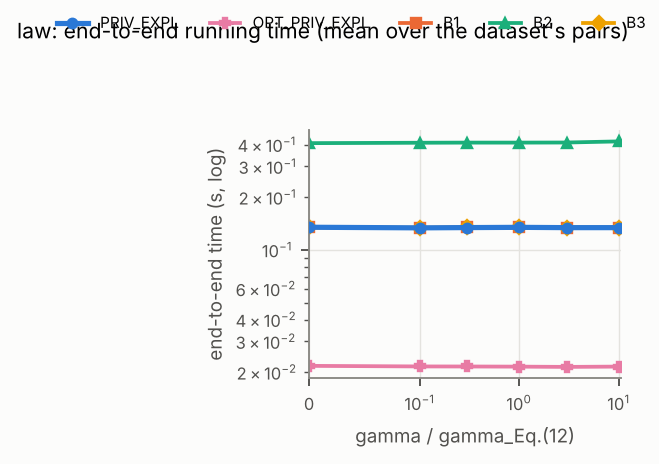 PRIV_EXPL OPT_PRIV_EXPL B1 B2 B3
law: end-to-end running time (mean over the dataset's pairs)
4 × 10⁻¹
3 × 10⁻¹
2 × 10⁻¹
10⁻¹
6 × 10⁻²
4 × 10⁻²
3 × 10⁻²
2 × 10⁻²
end-to-end time (s, log)
0 10⁻¹ 10⁰ 10¹
gamma / gamma_Eq.(12)